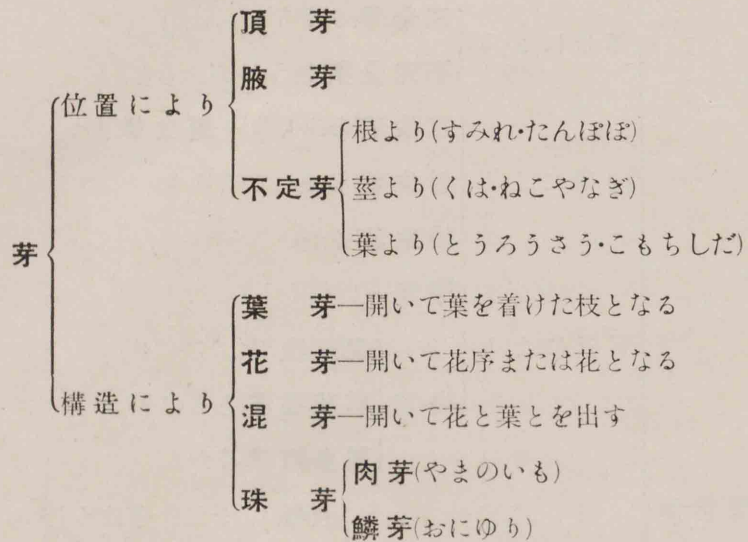 頂芽
位置により
腋芽
根より(すみれ・たんぽぽ)
不定芽
茎より(くは・ねこやなぎ)
葉より(とうろうさう・こもちしだ)
芽
葉芽―開いて葉を着けた枝となる
花芽―開いて花序または花となる
構造により
混芽―開いて花と葉とを出す
肉芽(やまのいも)
珠芽
鱗芽(おにゆり)